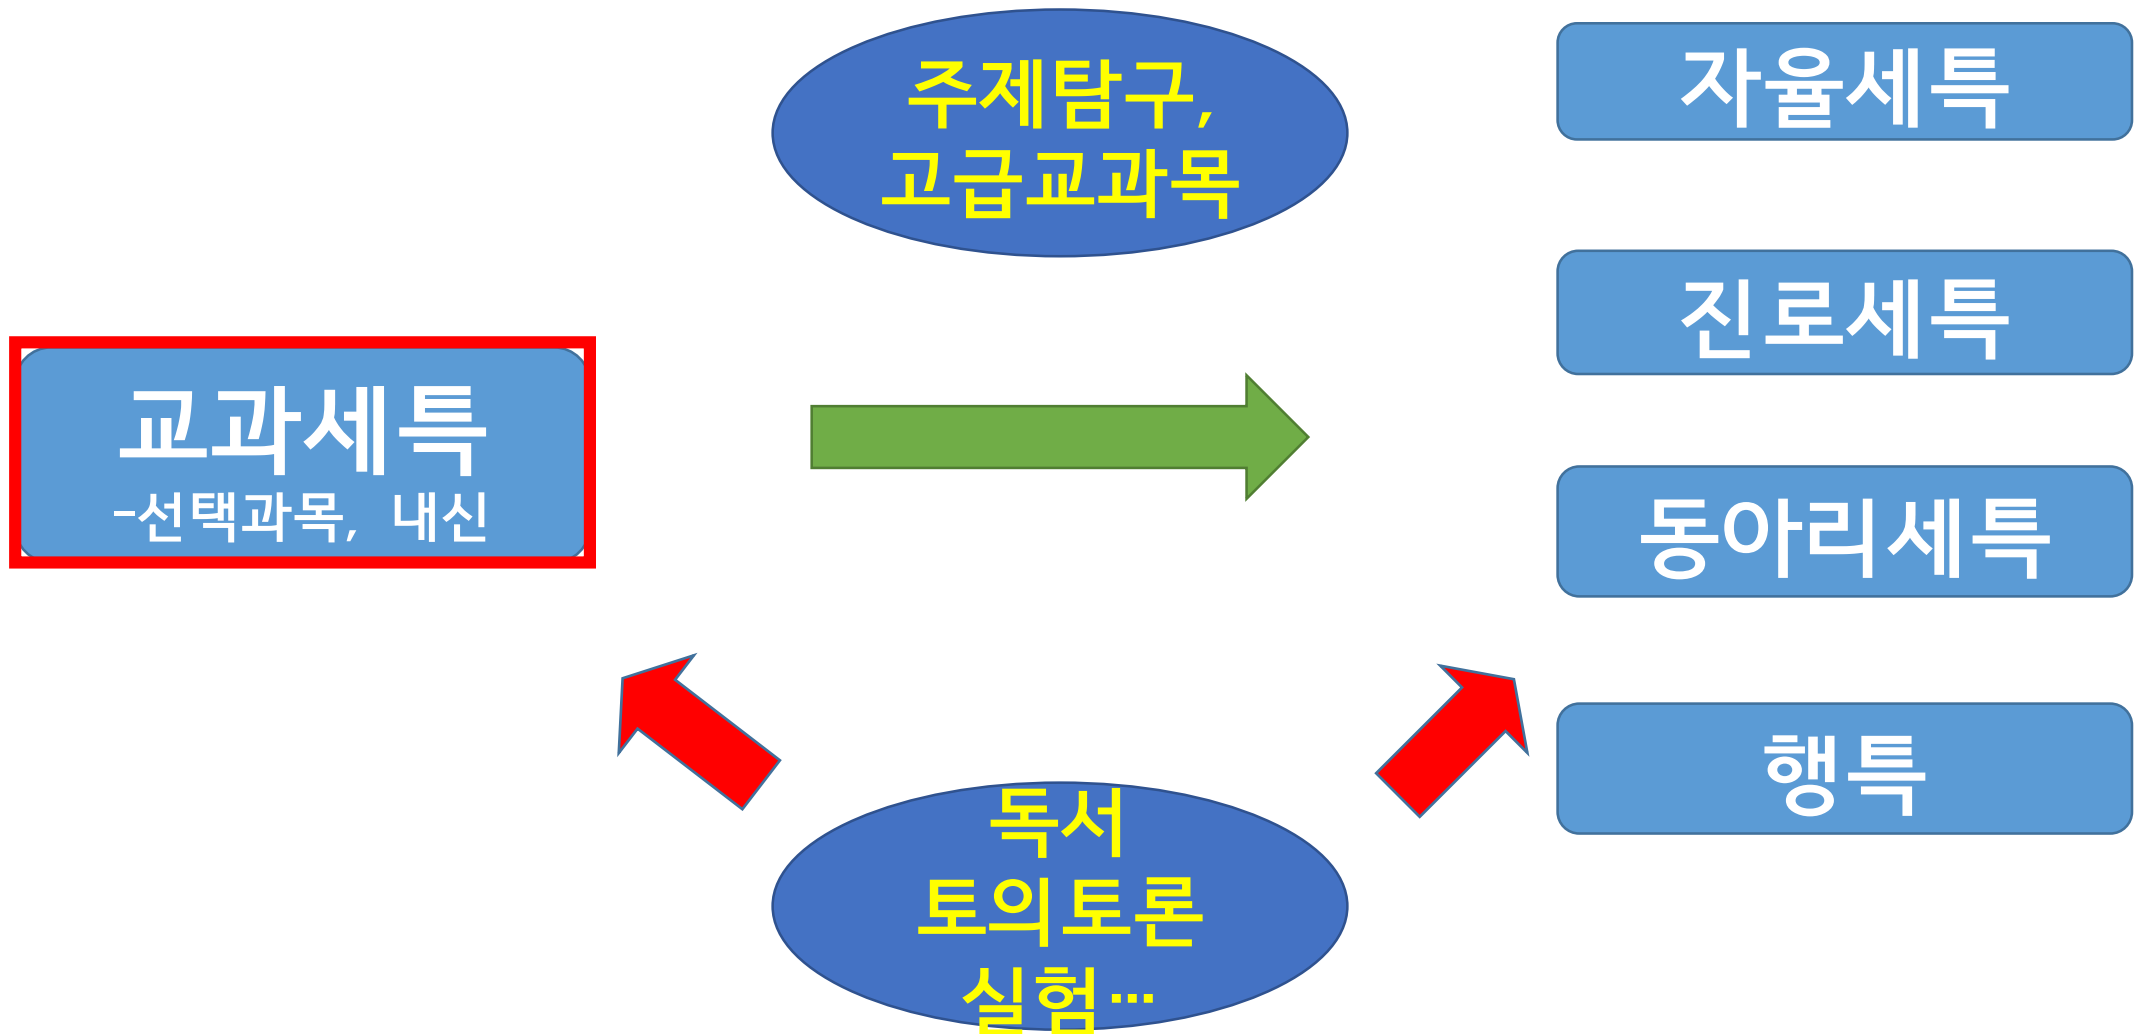 주제탐구,
고급교과목
자율세특
진로세특
교과세특
-선택과목, 내신
동아리세특
행특
독서
토의토론
실험…